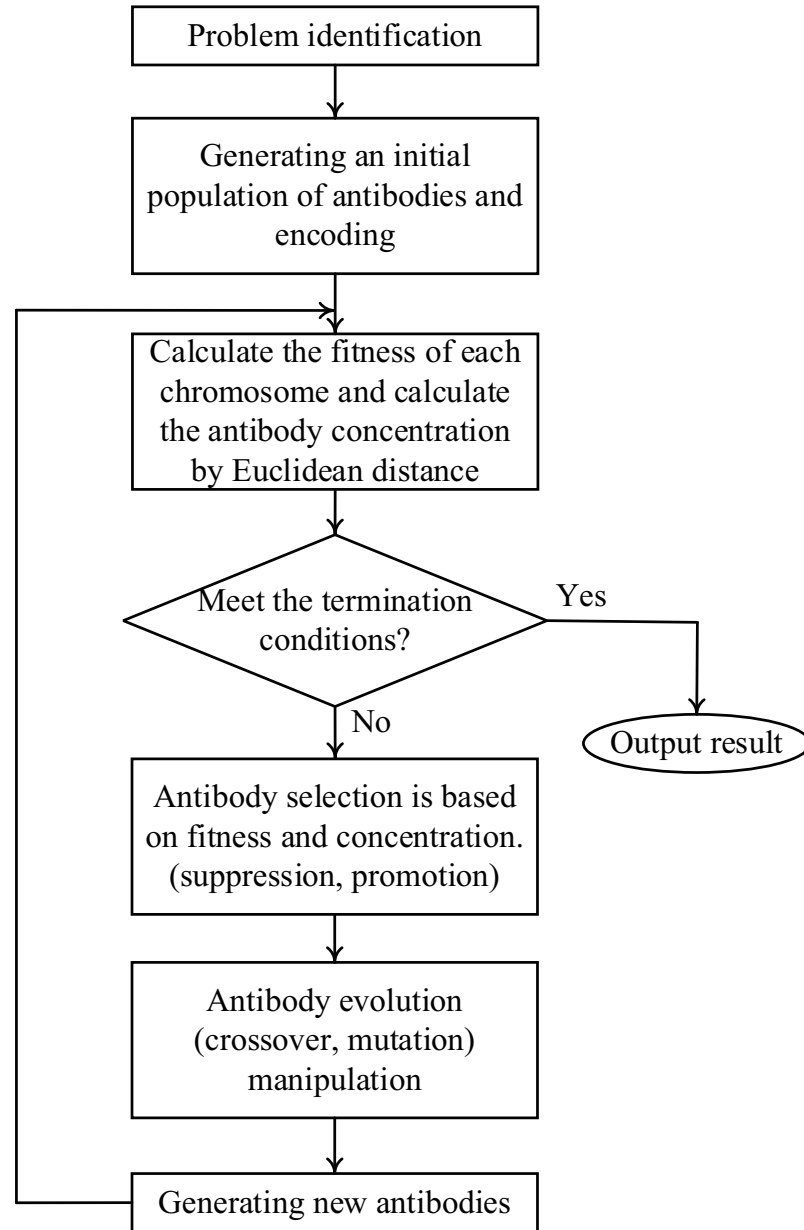 Problem identification
Generating an initial
population of antibodies and
encoding
Calculate the fitness of each
chromosome and calculate
the antibody concentration
by Euclidean distance
Meet the termination
conditions?
Yes
No
Output result
Antibody selection is based
on fitness and concentration.
(suppression, promotion)
Antibody evolution
(crossover, mutation)
manipulation
Generating new antibodies